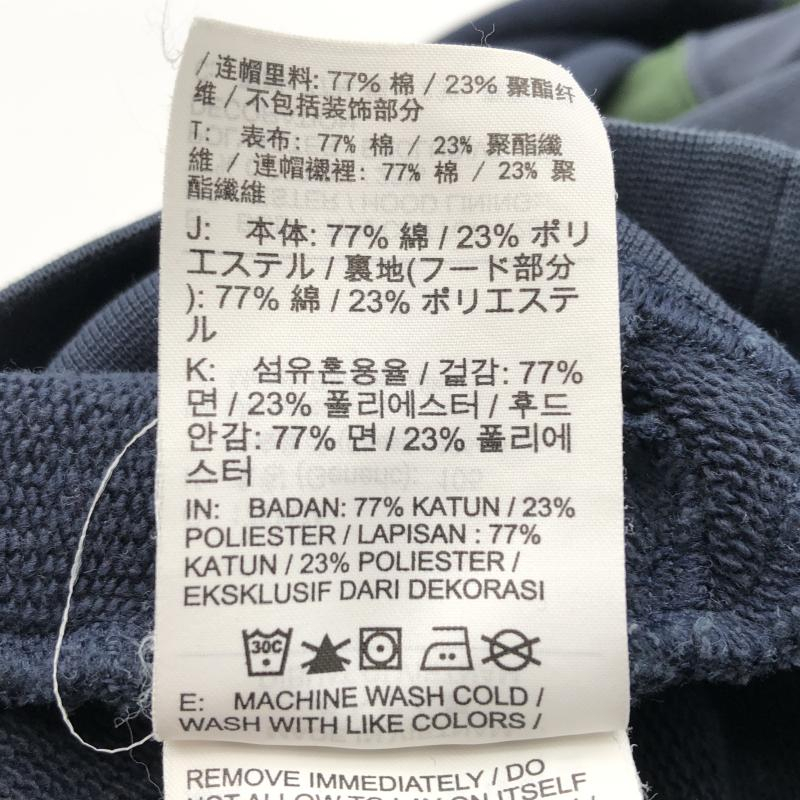 / 连帽里料: 77% 棉 / 23% 聚酯纤
维 / 不包括装饰部分
T: 表布: 77% 棉 / 23% 聚酯纖
維 / 連帽襯裡: 77% 棉 / 23% 聚
酯纖維
J: 本体: 77% 綿 / 23% ポリ
エステル / 裏地(フード部分
): 77% 綿 / 23% ポリエステ
ル
K: 섬유혼용율 / 겉감: 77%
면 / 23% 폴리에스터 / 후드
안감: 77% 면 / 23% 폴리에
스터
IN: BADAN: 77% KATUN / 23%
POLIESTER / LAPISAN : 77%
KATUN / 23% POLIESTER /
EKSKLUSIF DARI DEKORASI
30C
E: MACHINE WASH COLD /
WASH WITH LIKE COLORS /
REMOVE IMMEDIATELY / DO
NOT ALLOW TO LAY ON ITSELF